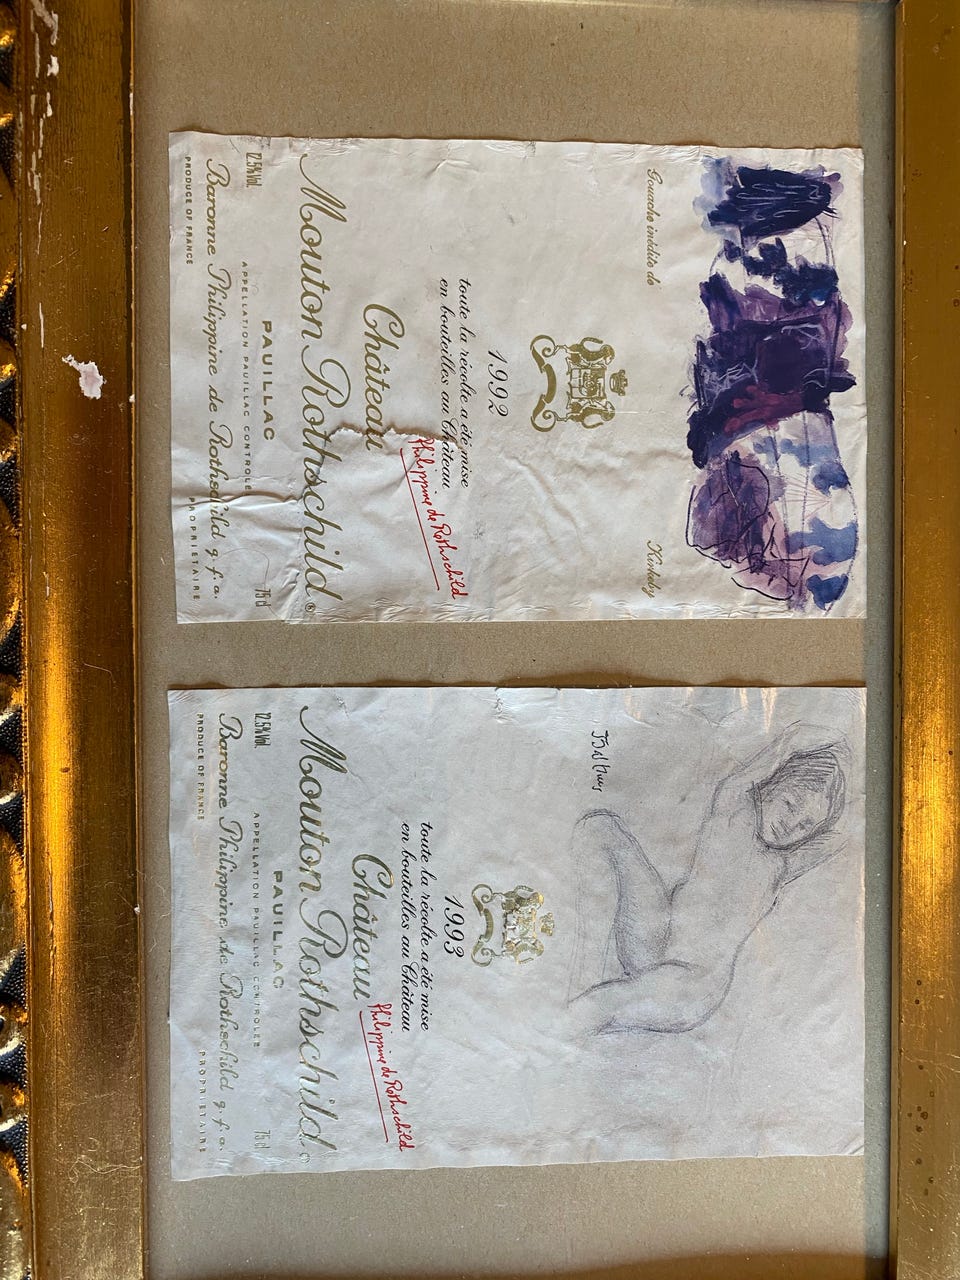 Gouache inédite de
Kirkeby
1992
toute la récolte a été mise
en bouteilles au Château
Philippine de Rothschild
Château
Mouton Rothschild®
PAUILLAC
APPELLATION PAUILLAC CONTROLÉE
12.5%Vol.
75 cl
Baronne Philippine de Rothschild g.f.a.
PRODUCE OF FRANCE
PROPRIETAIRE
Balthus
1993
toute la récolte a été mise
en bouteilles au Château
Philippine de Rothschild
Château
Mouton Rothschild®
PAUILLAC
APPELLATION PAUILLAC CONTROLÉE
12.5%Vol.
75 cl
Baronne Philippine de Rothschild g.f.a.
PRODUCE OF FRANCE
PROPRIETAIRE